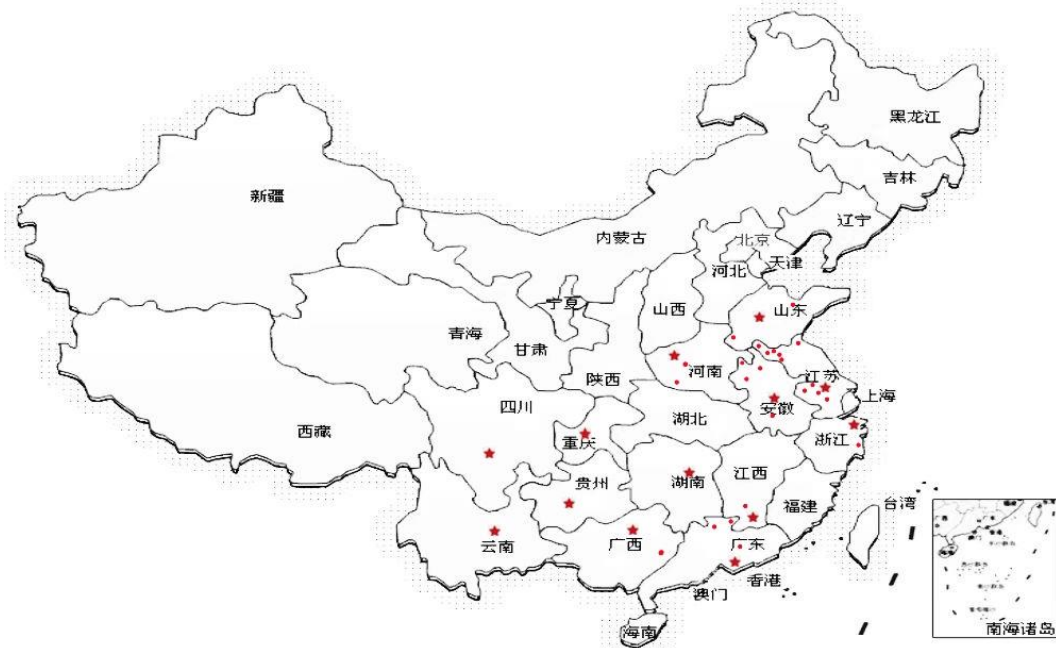 黑龙江
吉林
新疆
辽宁
内蒙古
北京
天津
河北
宁夏
山西
山东
青海
甘肃
河南
陕西
江苏
四川
上海
安徽
湖北
西藏
重庆
浙江
江西
贵州
湖南
福建
台湾
云南
广西
广东
香港
澳门
海南
南海诸岛